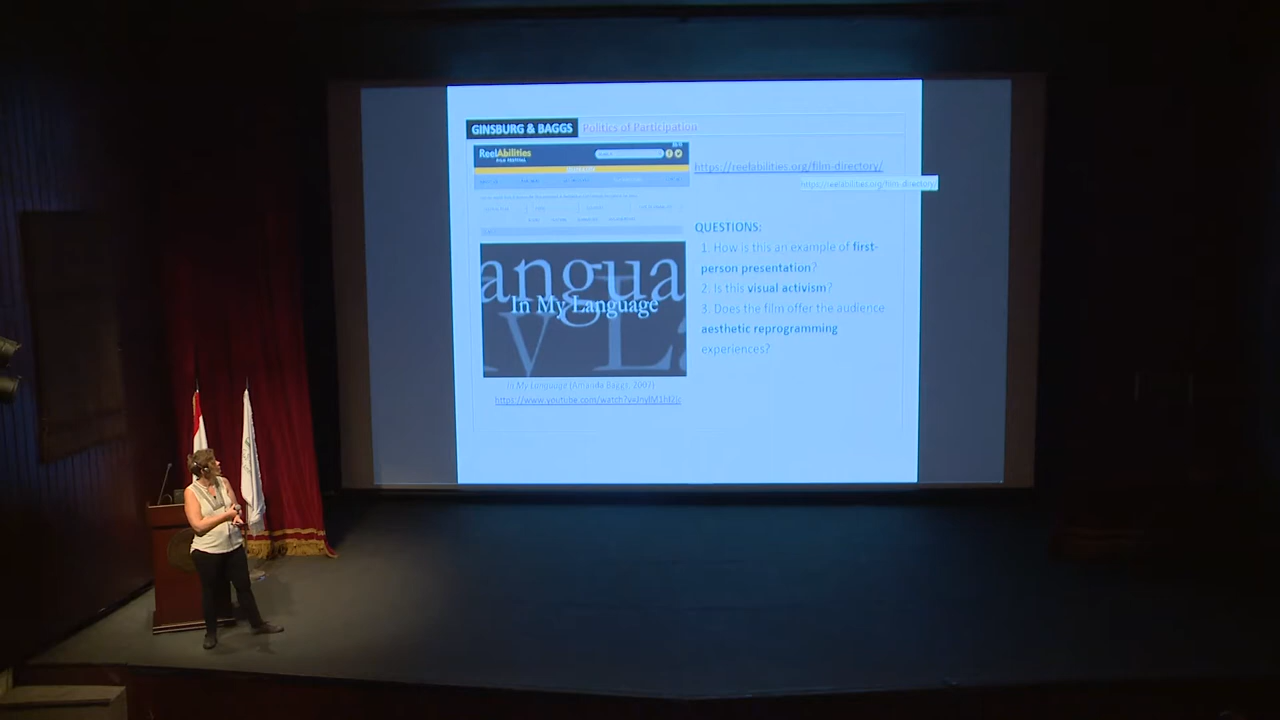 GINSBURG & BAGGS Politics of Participation
ReelAbilities
FILM FESTIVAL
https://reelabilities.org/film-directory/
https://reelabilities.org/film-directory/
QUESTIONS:
1. How is this an example of first-
person presentation?
2. Is this visual activism?
3. Does the film offer the audience
aesthetic reprogramming
experiences?
angua
In My Language
v La
In My Language (Amanda Baggs, 2007)